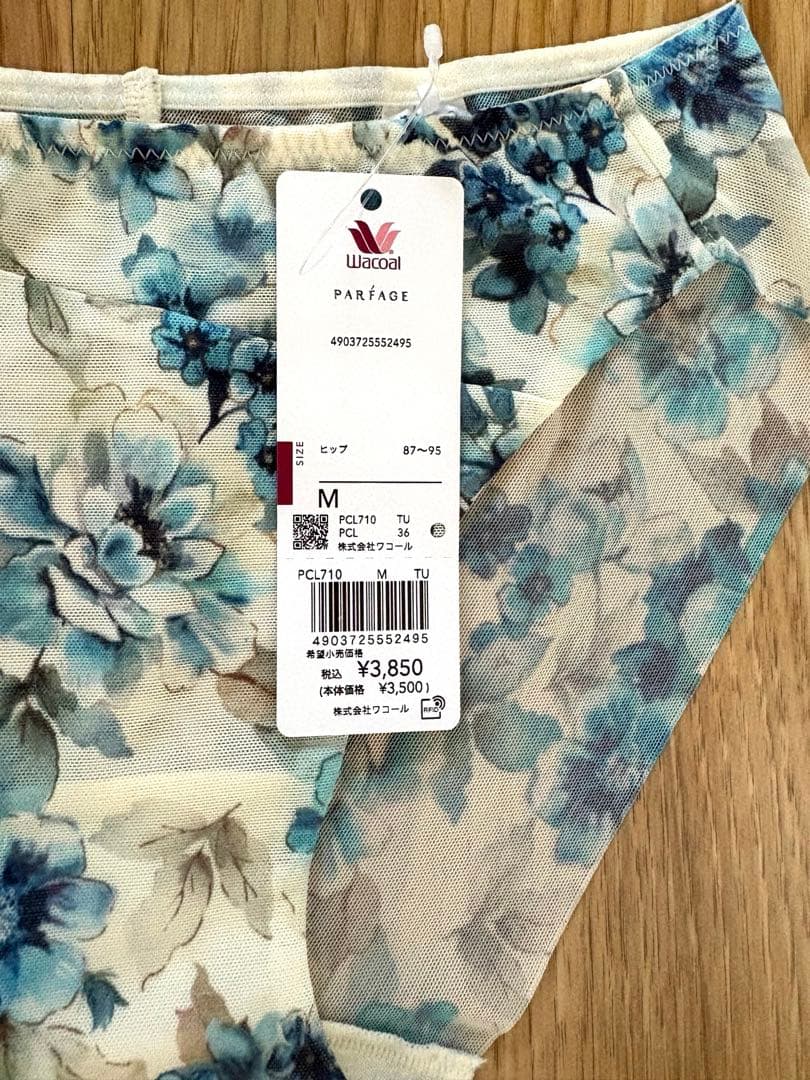 Wacoal
PARFAGE
4903725552495
SIZE
ヒップ 87〜95
M
PCL710 TU
PCL 36
株式会社ワコール
PCL710 M TU
4903725552495
希望小売価格
税込 ¥3,850
(本体価格 ¥3,500)
株式会社ワコール
RFID